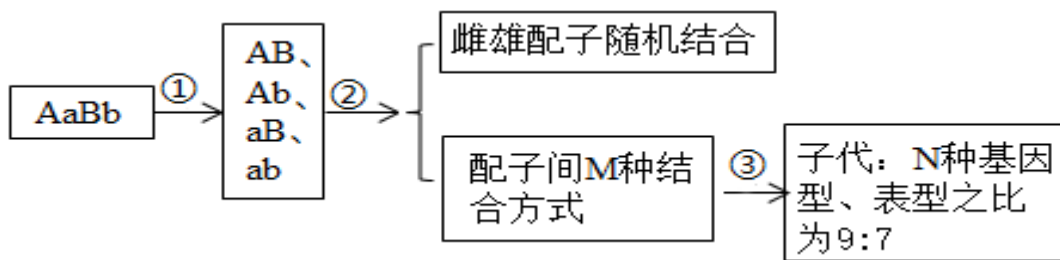 AaBb
①
AB、
Ab、
aB、
ab
②
雌雄配子随机结合
配子间M种结
合方式
③
子代：N种基因
型、表型之比
为9:7